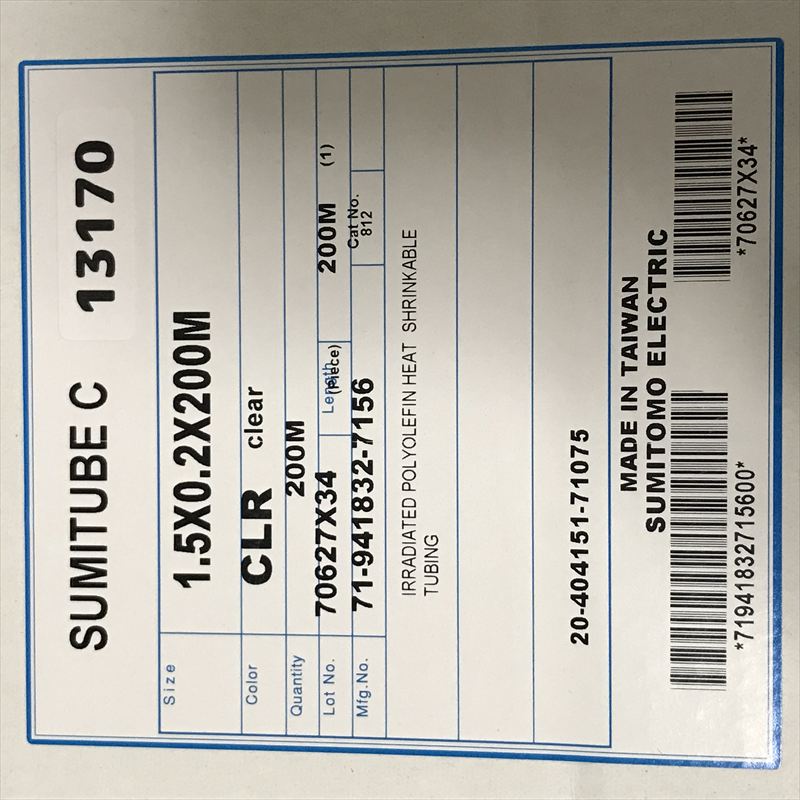 SUMITUBE C 13170
Size 1.5X0.2X200M
Color CLR clear
Quantity 200M
Lot No. 70627X34 Length (Piece) 200M (1)
Mfg.No. 71-941832-7156 Cat No. 812
IRRADIATED POLYOLEFIN HEAT SHRINKABLE
TUBING
20-404151-71075
MADE IN TAIWAN
SUMITOMO ELECTRIC
*71941832715600* *70627X34*